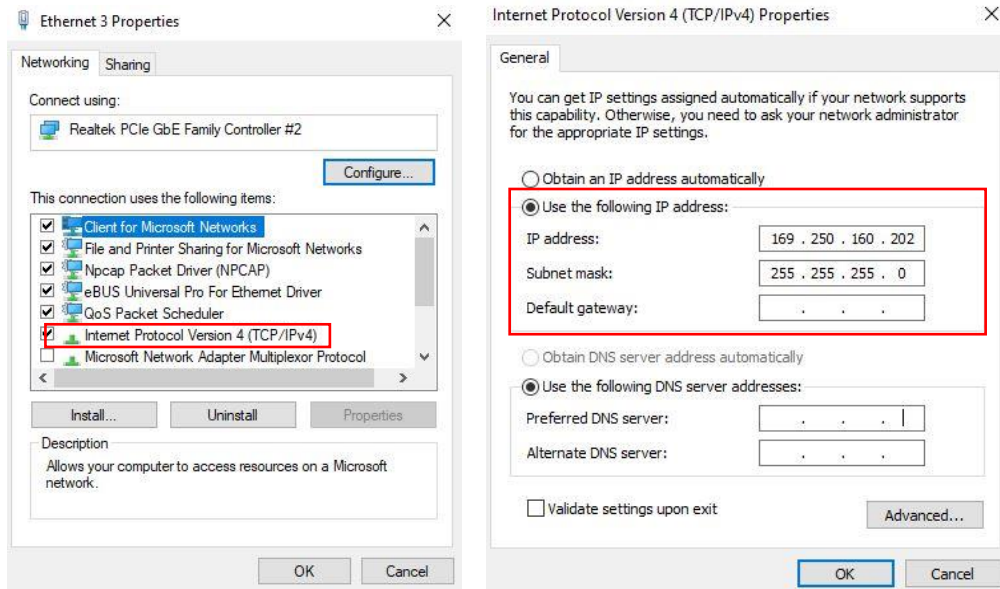 Ethernet 3 Properties
Networking
Sharing
Connect using:
Realtek PCIe GbE Family Controller #2
Configure...
This connection uses the following items:
Client for Microsoft Networks
File and Printer Sharing for Microsoft Networks
Npcap Packet Driver (NPCAP)
eBUS Universal Pro For Ethernet Driver
QoS Packet Scheduler
Internet Protocol Version 4 (TCP/IPv4)
Microsoft Network Adapter Multiplexor Protocol
Install...
Uninstall
Properties
Description
Allows your computer to access resources on a Microsoft
network.
OK
Cancel
Internet Protocol Version 4 (TCP/IPv4) Properties
General
You can get IP settings assigned automatically if your network supports
this capability. Otherwise, you need to ask your network administrator
for the appropriate IP settings.
Obtain an IP address automatically
Use the following IP address:
IP address: 169 . 250 . 160 . 202
Subnet mask: 255 . 255 . 255 . 0
Default gateway: . . .
Obtain DNS server address automatically
Use the following DNS server addresses:
Preferred DNS server: . . .
Alternate DNS server: . . .
Validate settings upon exit
Advanced...
OK
Cancel